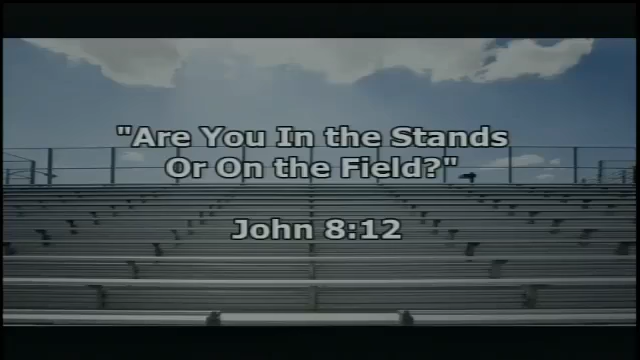 "Are You In the Stands
Or On the Field?"
John 8:12